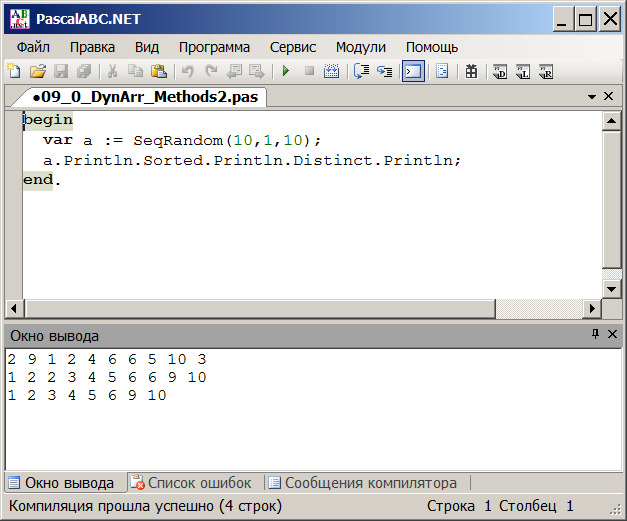 PascalABC.NET
Файл Правка Вид Программа Сервис Модули Помощь
●09_0_DynArr_Methods2.pas
begin
var a := SeqRandom(10,1,10);
a.Println.Sorted.Println.Distinct.Println;
end.
Окно вывода
2 9 1 2 4 6 6 5 10 3
1 2 2 3 4 5 6 6 9 10
1 2 3 4 5 6 9 10
Окно вывода Список ошибок Сообщения компилятора
Компиляция прошла успешно (4 строк) Строка 1 Столбец 1